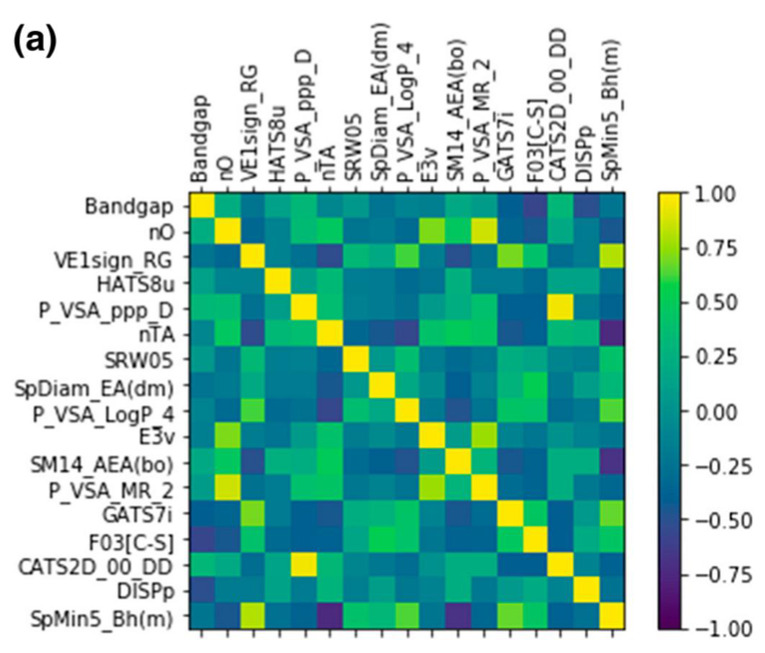 (a)
Bandgap
nO
VE1sign_RG
HATS8u
P_VSA_ppp_D
nTA
SRW05
SpDiam_EA(dm)
P_VSA_LogP_4
E3v
SM14_AEA(bo)
P_VSA_MR_2
GATS7i
F03[C-S]
CATS2D_00_DD
DISPp
SpMin5_Bh(m)
Bandgap
nO
VE1sign_RG
HATS8u
P_VSA_ppp_D
nTA
SRW05
SpDiam_EA(dm)
P_VSA_LogP_4
E3v
SM14_AEA(bo)
P_VSA_MR_2
GATS7i
F03[C-S]
CATS2D_00_DD
DISPp
SpMin5_Bh(m)
1.00
0.75
0.50
0.25
0.00
−0.25
−0.50
−0.75
−1.00